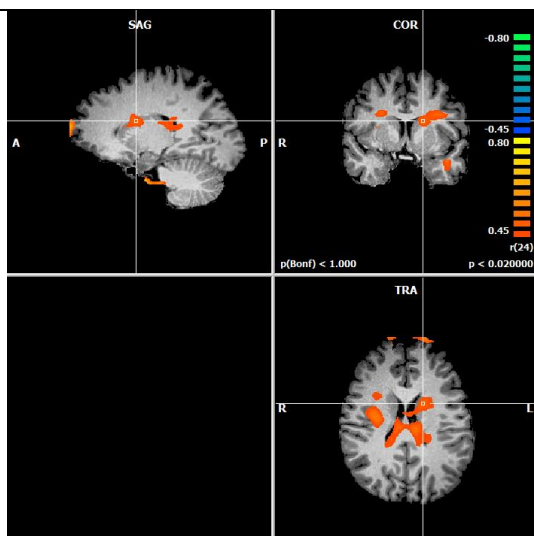 SAG
A
P
COR
R
-0.80
-0.45
0.80
0.45
r(24)
p(Bonf) < 1.000
p < 0.020000
TRA
R
L